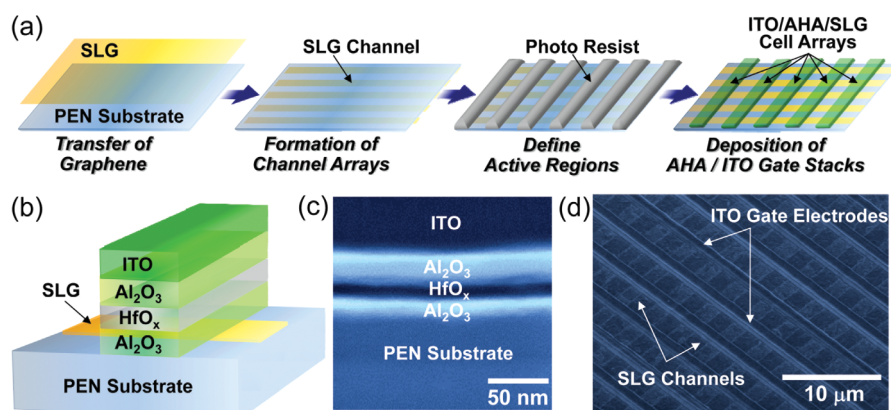 (a)
SLG
PEN Substrate
Transfer of
Graphene
SLG Channel
Formation of
Channel Arrays
Photo Resist
Define
Active Regions
ITO/AHA/SLG
Cell Arrays
Deposition of
AHA / ITO Gate Stacks
(b)
ITO
Al₂O₃
SLG
HfOₓ
Al₂O₃
PEN Substrate
(c)
ITO
Al₂O₃
HfOₓ
Al₂O₃
PEN Substrate
50 nm
(d)
ITO Gate Electrodes
SLG Channels
10 μm